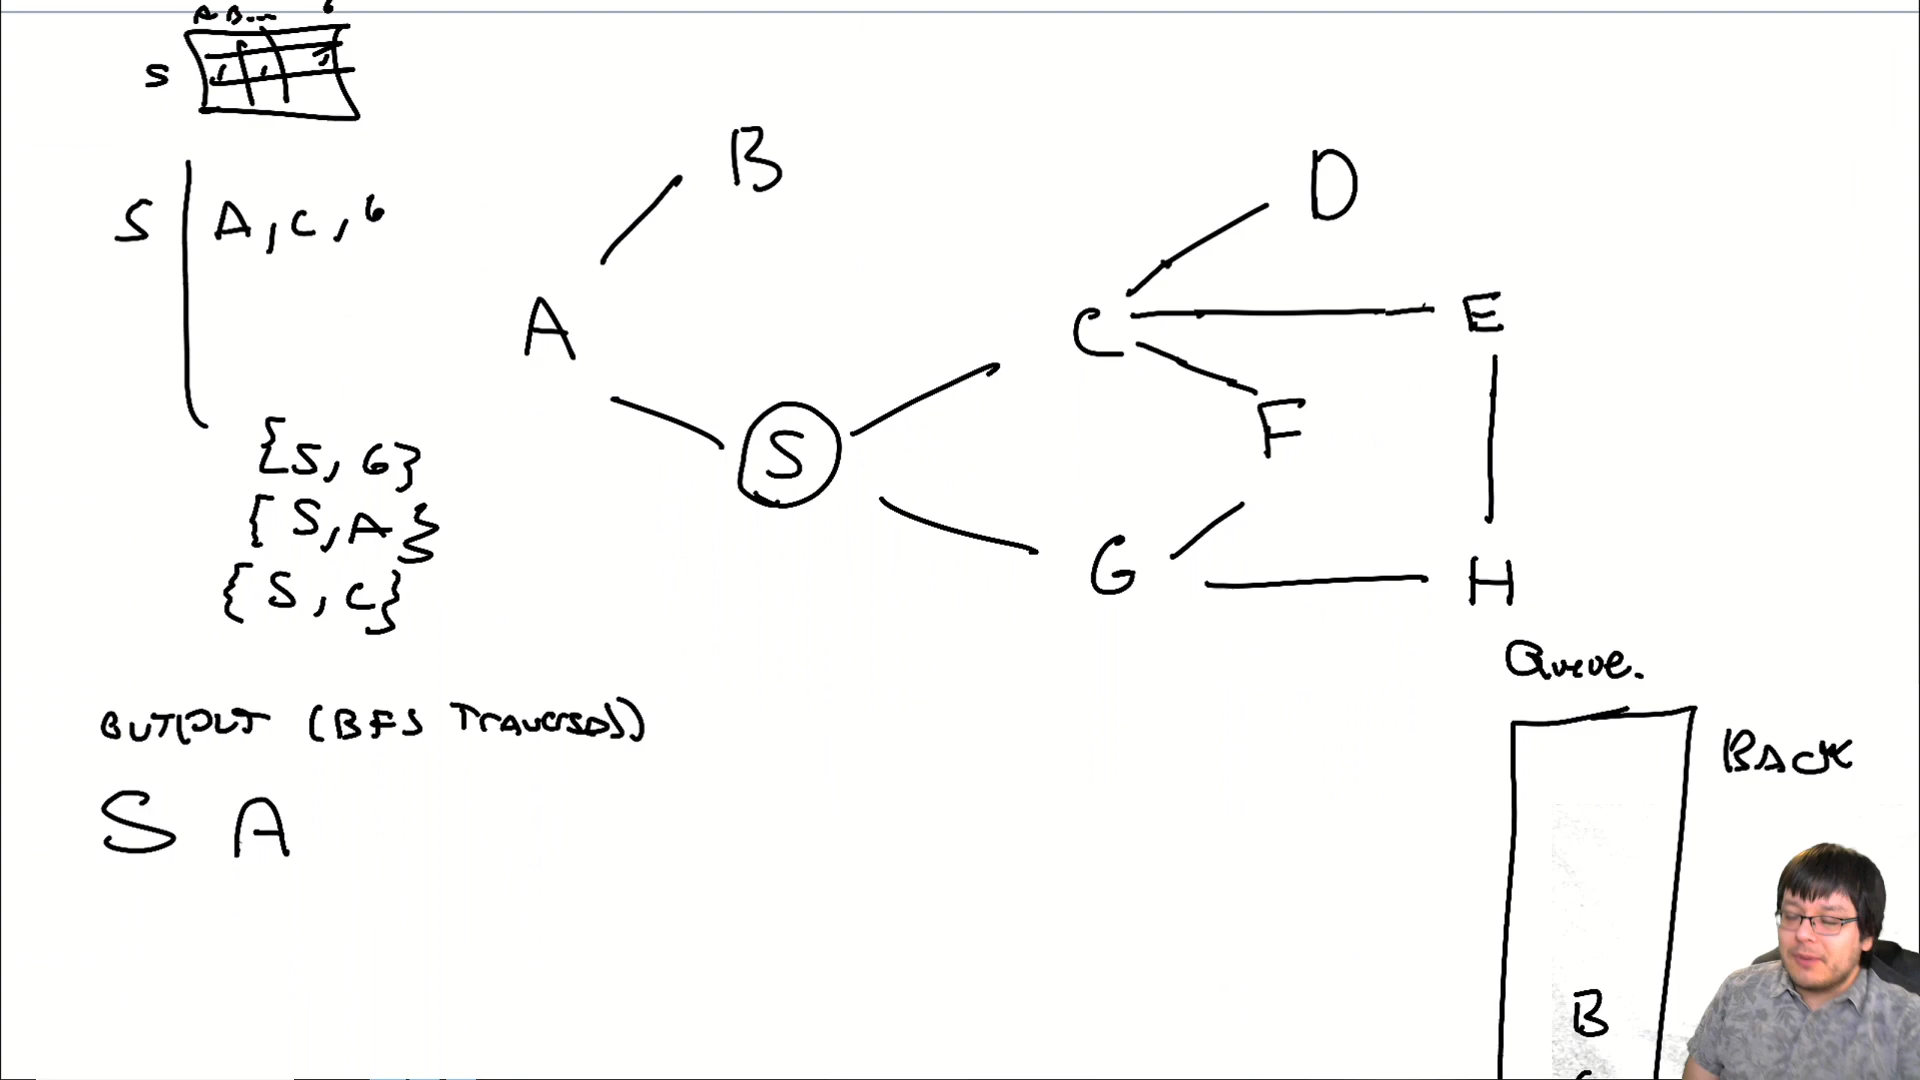 A B...
S
S | A, C, G
B
D
A
C
E
S
F
G
H
{S, G}
{S, A}
{S, C}
OUTPUT (BFS Traversal)
S A
Queue.
BACK
B